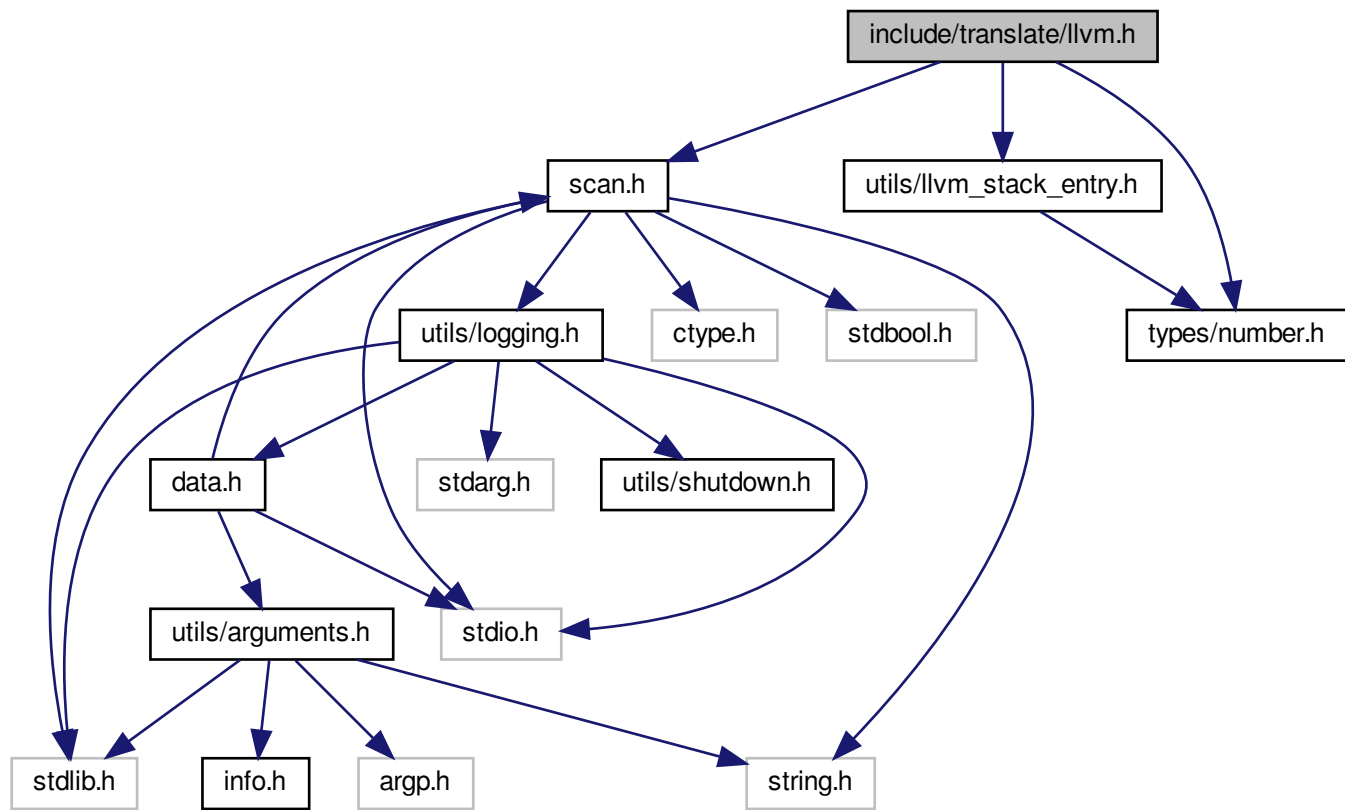 include/translate/llvm.h
scan.h
utils/llvm_stack_entry.h
utils/logging.h
ctype.h
stdbool.h
types/number.h
data.h
stdarg.h
utils/shutdown.h
utils/arguments.h
stdio.h
stdlib.h
info.h
argp.h
string.h